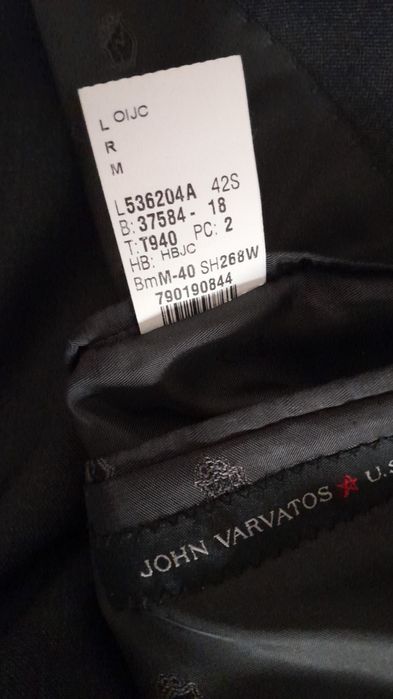 L OIJC
R
M
L536204A 42S
B: 37584- 18
T: T940 PC: 2
HB: HBJC
BmM-40 SH268W
790190844
JOHN VARVATOS ★ U.S